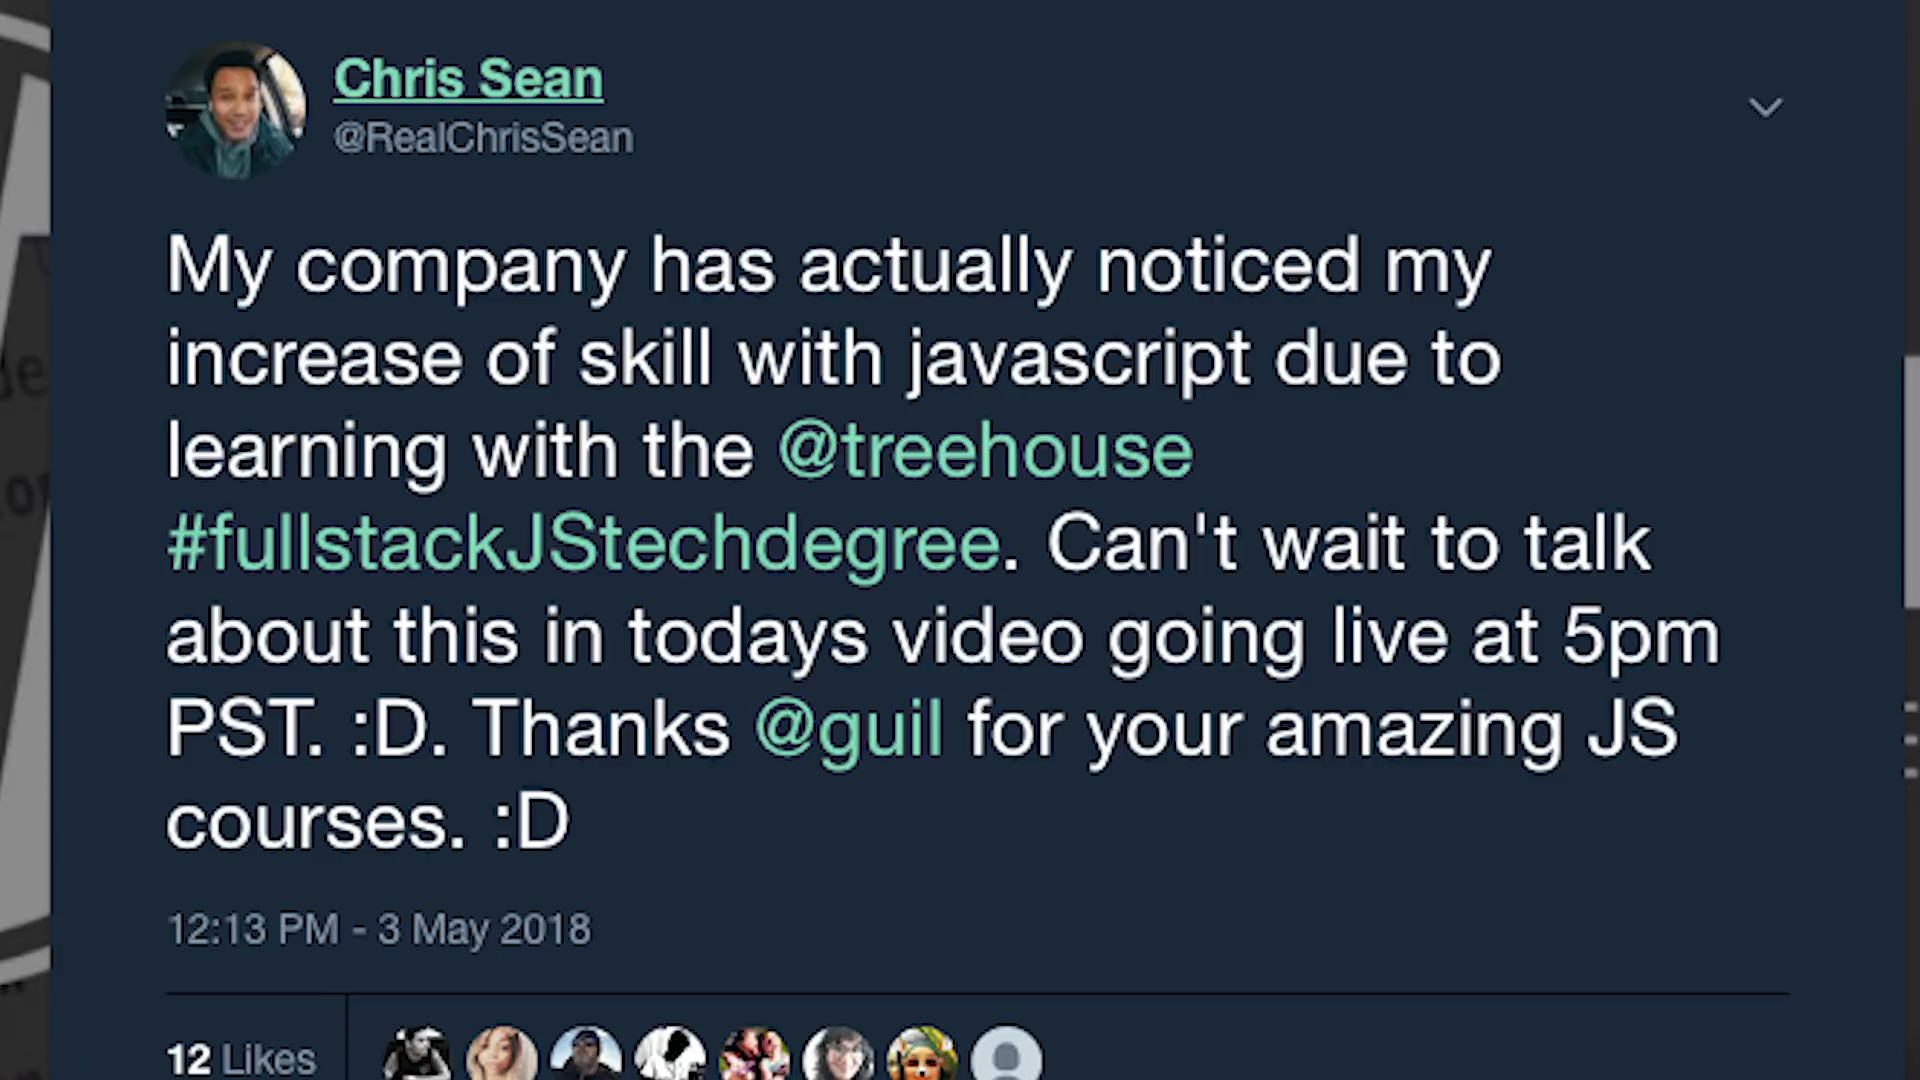 Chris Sean
@RealChrisSean
My company has actually noticed my
increase of skill with javascript due to
learning with the @treehouse
#fullstackJStechdegree. Can't wait to talk
about this in todays video going live at 5pm
PST. :D. Thanks @guil for your amazing JS
courses. :D
12:13 PM - 3 May 2018
12 Likes